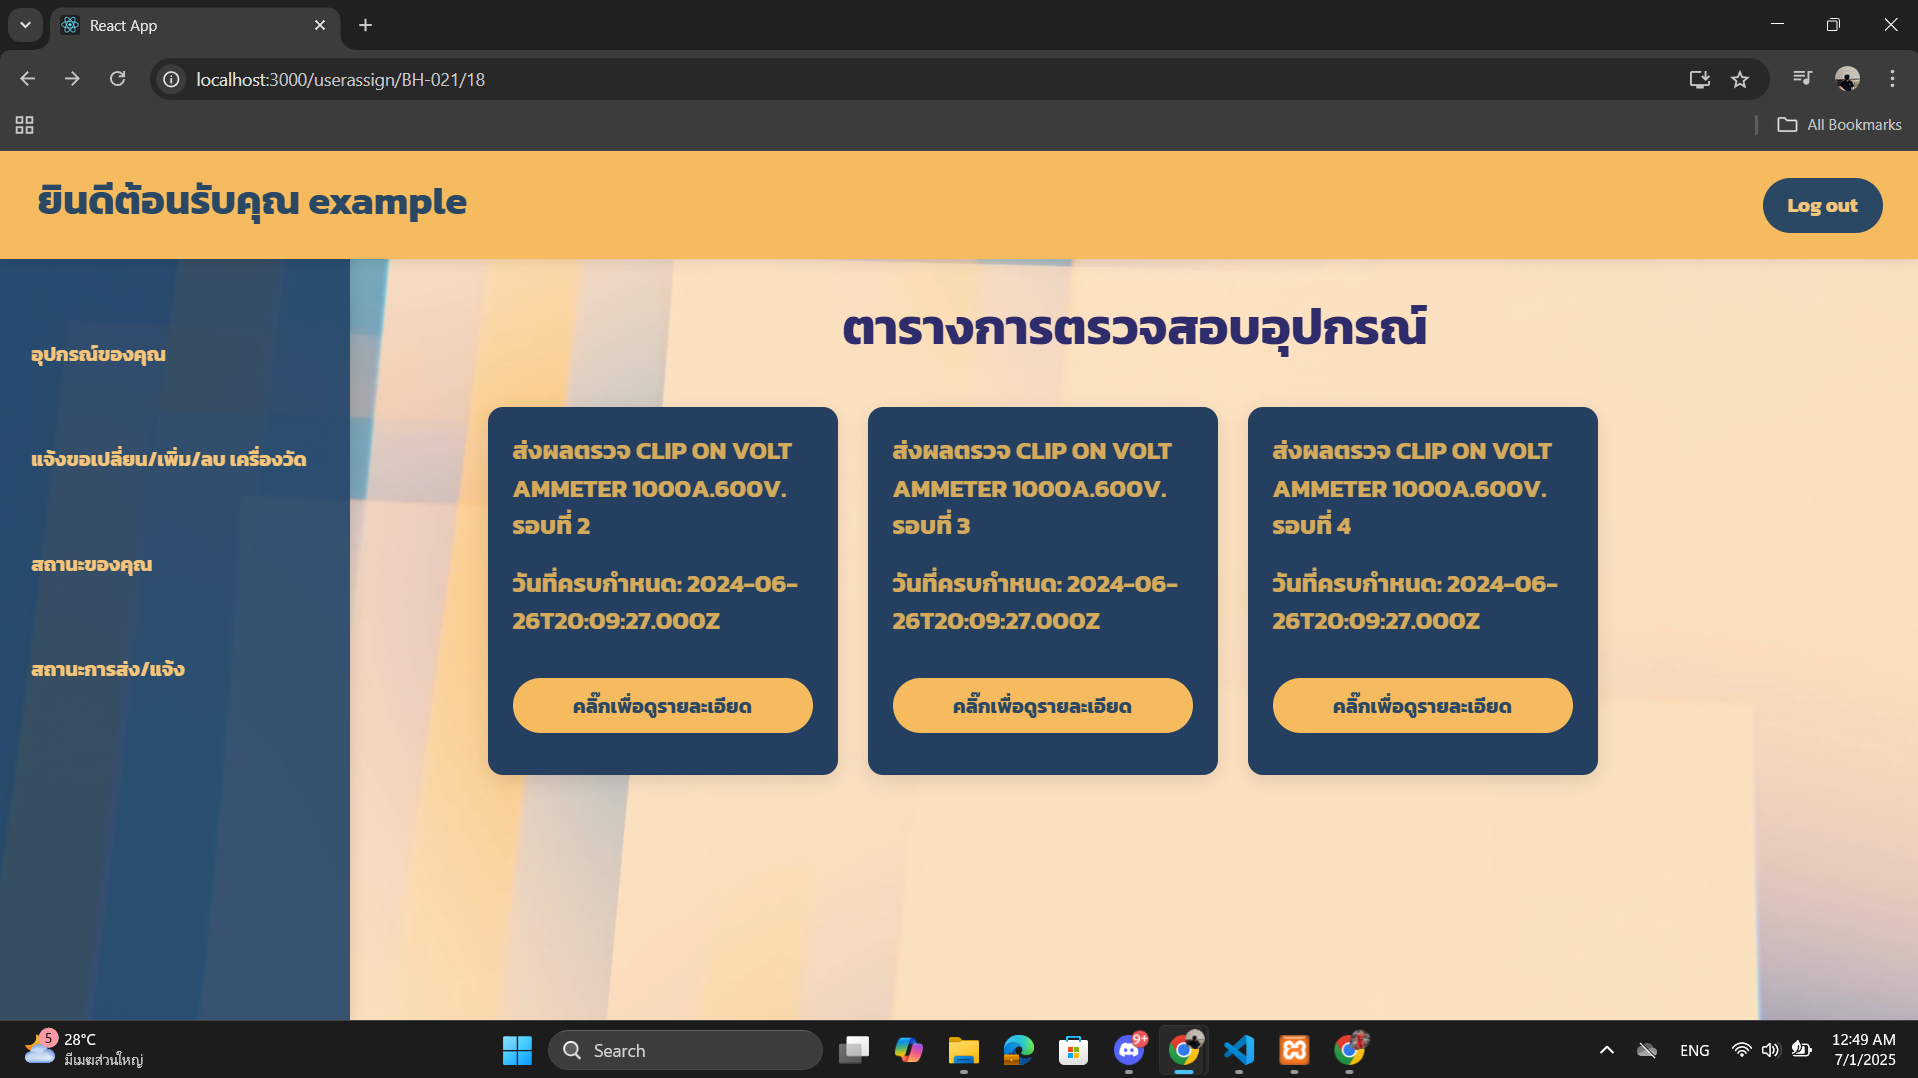 React App
localhost:3000/userassign/BH-021/18
All Bookmarks
ยินดีต้อนรับคุณ example
Log out
อุปกรณ์ของคุณ
แจ้งขอเปลี่ยน/เพิ่ม/ลบ เครื่องวัด
สถานะของคุณ
สถานะการส่ง/แจ้ง
ตารางการตรวจสอบอุปกรณ์
ส่งผลตรวจ CLIP ON VOLT
AMMETER 1000A.600V.
รอบที่ 2
วันที่ครบกำหนด: 2024-06-
26T20:09:27.000Z
คลิ๊กเพื่อดูรายละเอียด
ส่งผลตรวจ CLIP ON VOLT
AMMETER 1000A.600V.
รอบที่ 3
วันที่ครบกำหนด: 2024-06-
26T20:09:27.000Z
คลิ๊กเพื่อดูรายละเอียด
ส่งผลตรวจ CLIP ON VOLT
AMMETER 1000A.600V.
รอบที่ 4
วันที่ครบกำหนด: 2024-06-
26T20:09:27.000Z
คลิ๊กเพื่อดูรายละเอียด
5
28°C
มีเมฆส่วนใหญ่
Search
9+
ENG
12:49 AM
7/1/2025